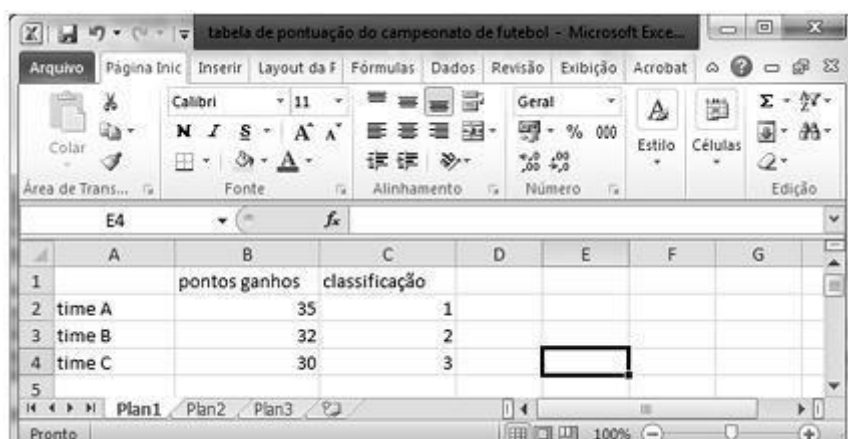 tabela de pontuação do campeonato de futebol - Microsoft Exce...
Arquivo Página Inic Inserir Layout da F Fórmulas Dados Revisão Exibição Acrobat
Calibri 11 Geral
N I S A A % 000
Colar Estilo Células
A
,00 ,00
Área de Trans... Fonte Alinhamento Número Edição
E4 fx
A B C D E F G
1 pontos ganhos classificação
2 time A 35 1
3 time B 32 2
4 time C 30 3
5
Plan1 Plan2 Plan3
Pronto 100%